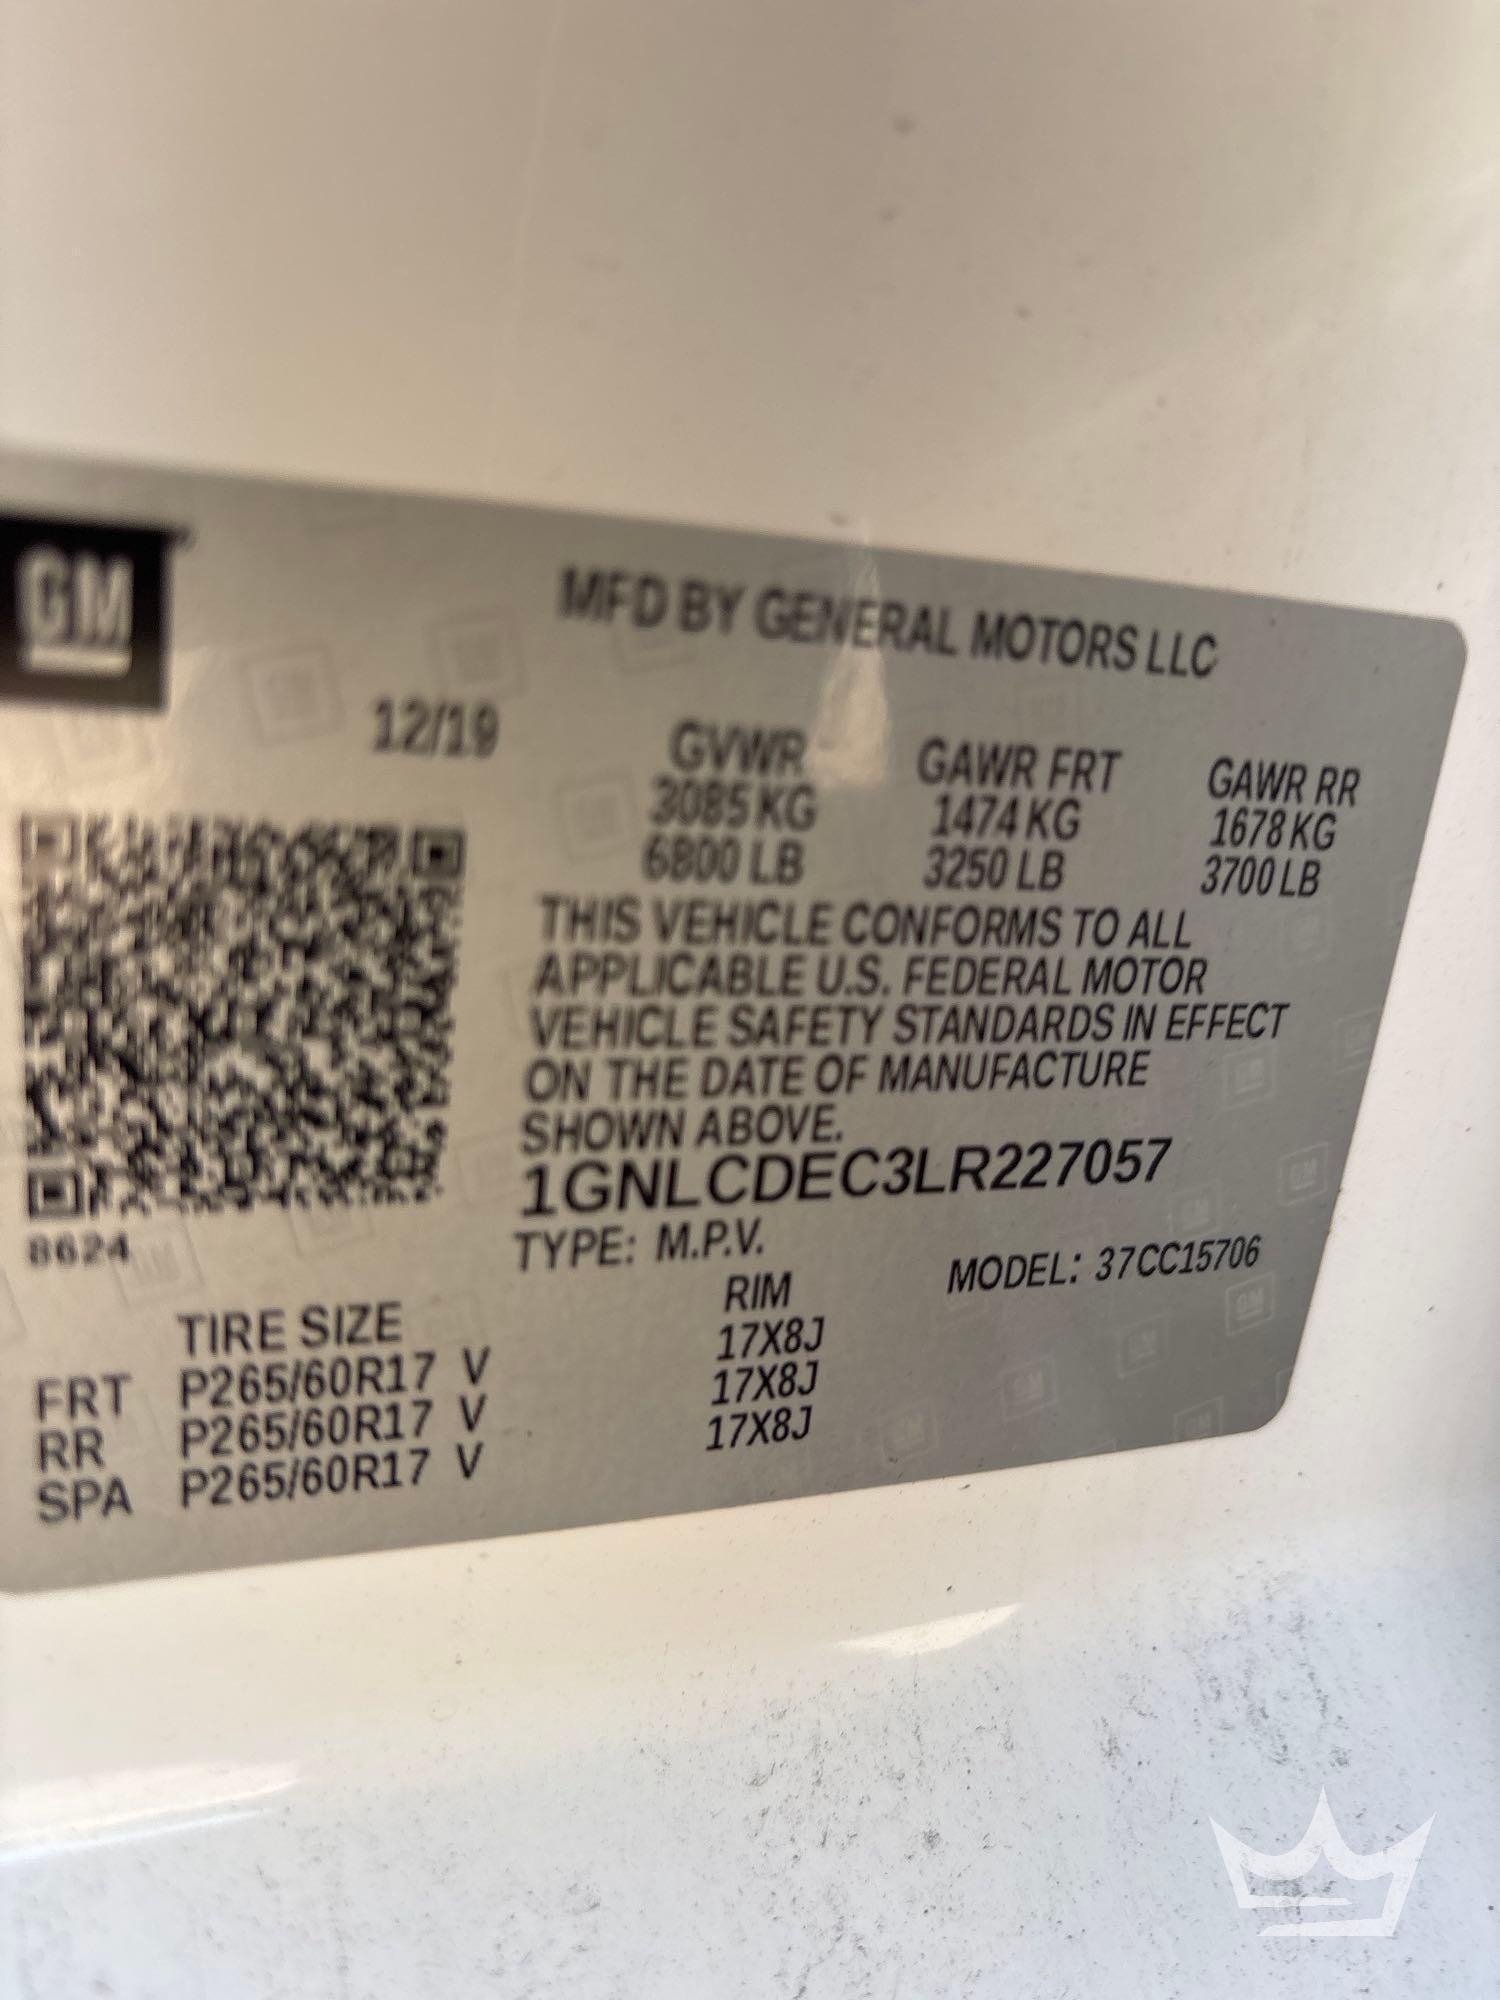 GM
MFD BY GENERAL MOTORS LLC
12/19
GVWR GAWR FRT GAWR RR
3085 KG 1474 KG 1678 KG
6800 LB 3250 LB 3700 LB
THIS VEHICLE CONFORMS TO ALL
APPLICABLE U.S. FEDERAL MOTOR
VEHICLE SAFETY STANDARDS IN EFFECT
ON THE DATE OF MANUFACTURE
SHOWN ABOVE.
1GNLCDEC3LR227057
8624
TYPE: M.P.V. MODEL: 37CC15706
TIRE SIZE RIM
FRT P265/60R17 V 17X8J
RR P265/60R17 V 17X8J
SPA P265/60R17 V 17X8J